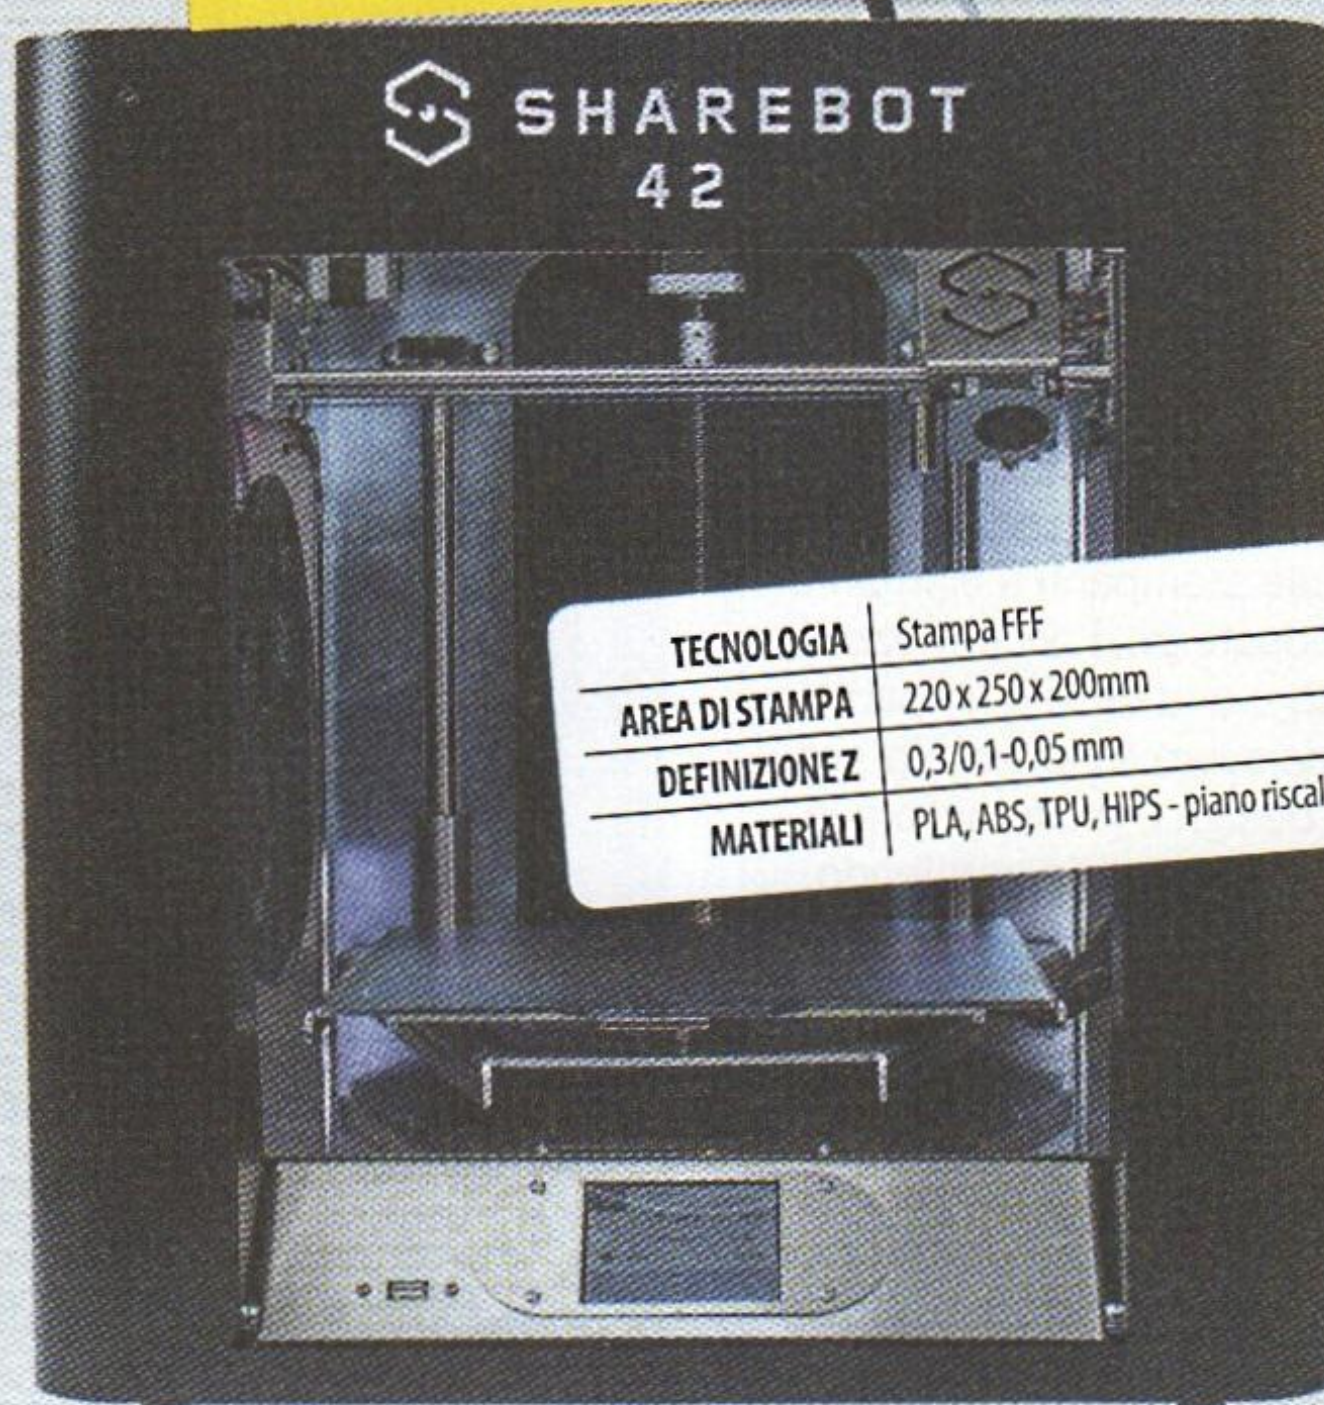 SHAREBOT
42
TECNOLOGIA Stampa FFF
AREA DI STAMPA 220 x 250 x 200mm
DEFINIZIONE Z 0,3/0,1-0,05 mm
MATERIALI PLA, ABS, TPU, HIPS - piano riscal